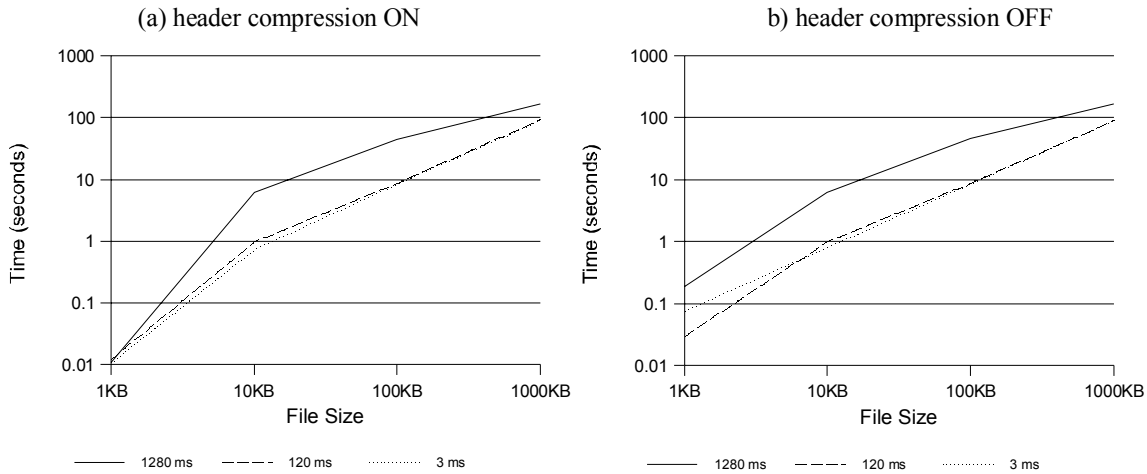 (a) header compression ON
1000
100
10
1
0.1
0.01
Time (seconds)
1KB
10KB
100KB
1000KB
File Size
1280 ms
120 ms
3 ms
b) header compression OFF
1000
100
10
1
0.1
0.01
Time (seconds)
1KB
10KB
100KB
1000KB
File Size
1280 ms
120 ms
3 ms